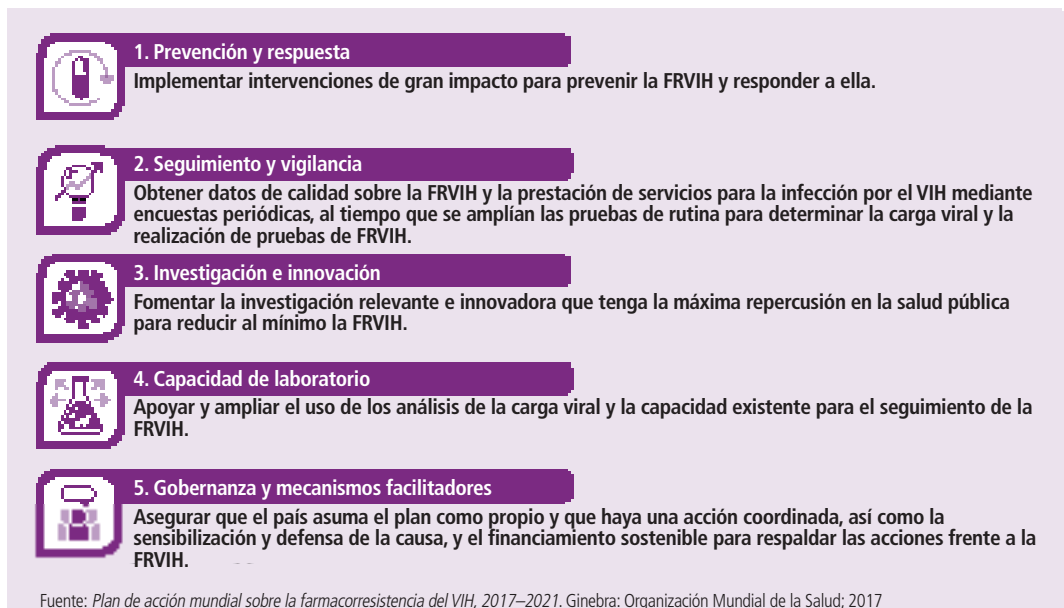 1. Prevención y respuesta
Implementar intervenciones de gran impacto para prevenir la FRVIH y responder a ella.
2. Seguimiento y vigilancia
Obtener datos de calidad sobre la FRVIH y la prestación de servicios para la infección por el VIH mediante
encuestas periódicas, al tiempo que se amplían las pruebas de rutina para determinar la carga viral y la
realización de pruebas de FRVIH.
3. Investigación e innovación
Fomentar la investigación relevante e innovadora que tenga la máxima repercusión en la salud pública
para reducir al mínimo la FRVIH.
4. Capacidad de laboratorio
Apoyar y ampliar el uso de los análisis de la carga viral y la capacidad existente para el seguimiento de la
FRVIH.
5. Gobernanza y mecanismos facilitadores
Asegurar que el país asuma el plan como propio y que haya una acción coordinada, así como la
sensibilización y defensa de la causa, y el financiamiento sostenible para respaldar las acciones frente a la
FRVIH.
Fuente: Plan de acción mundial sobre la farmacorresistencia del VIH, 2017–2021. Ginebra: Organización Mundial de la Salud; 2017